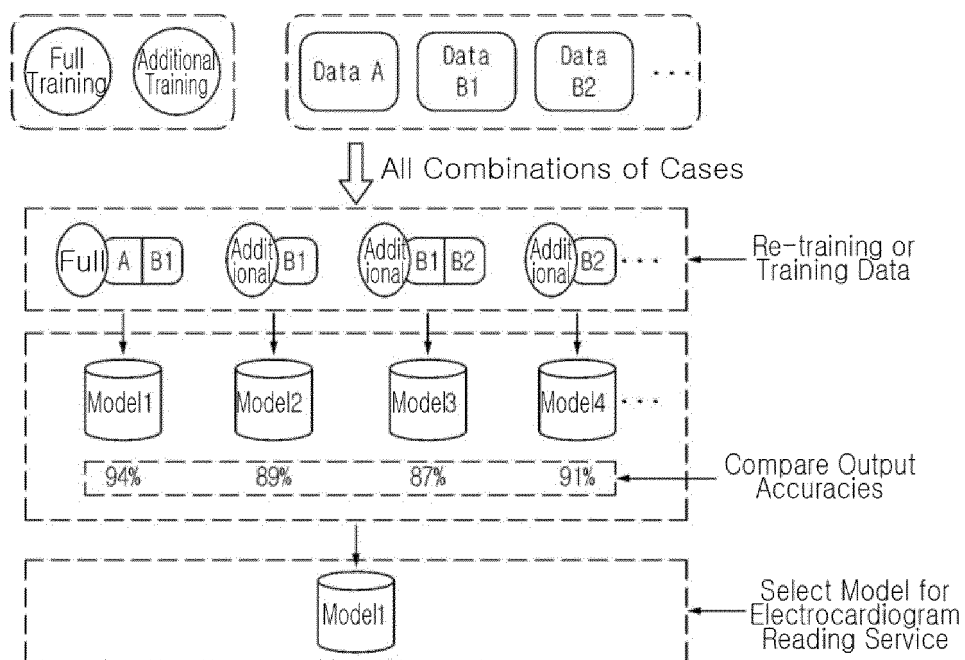 Full
Training
Additional
Training
Data A
Data
B1
Data
B2
...
All Combinations of Cases
Full A B1
Addit
ional B1
Addit
ional B1 B2
Addit
ional B2
...
Re-training or
Training Data
Model1
Model2
Model3
Model4
...
94%
89%
87%
91%
Compare Output
Accuracies
Model1
Select Model for
Electrocardiogram
Reading Service